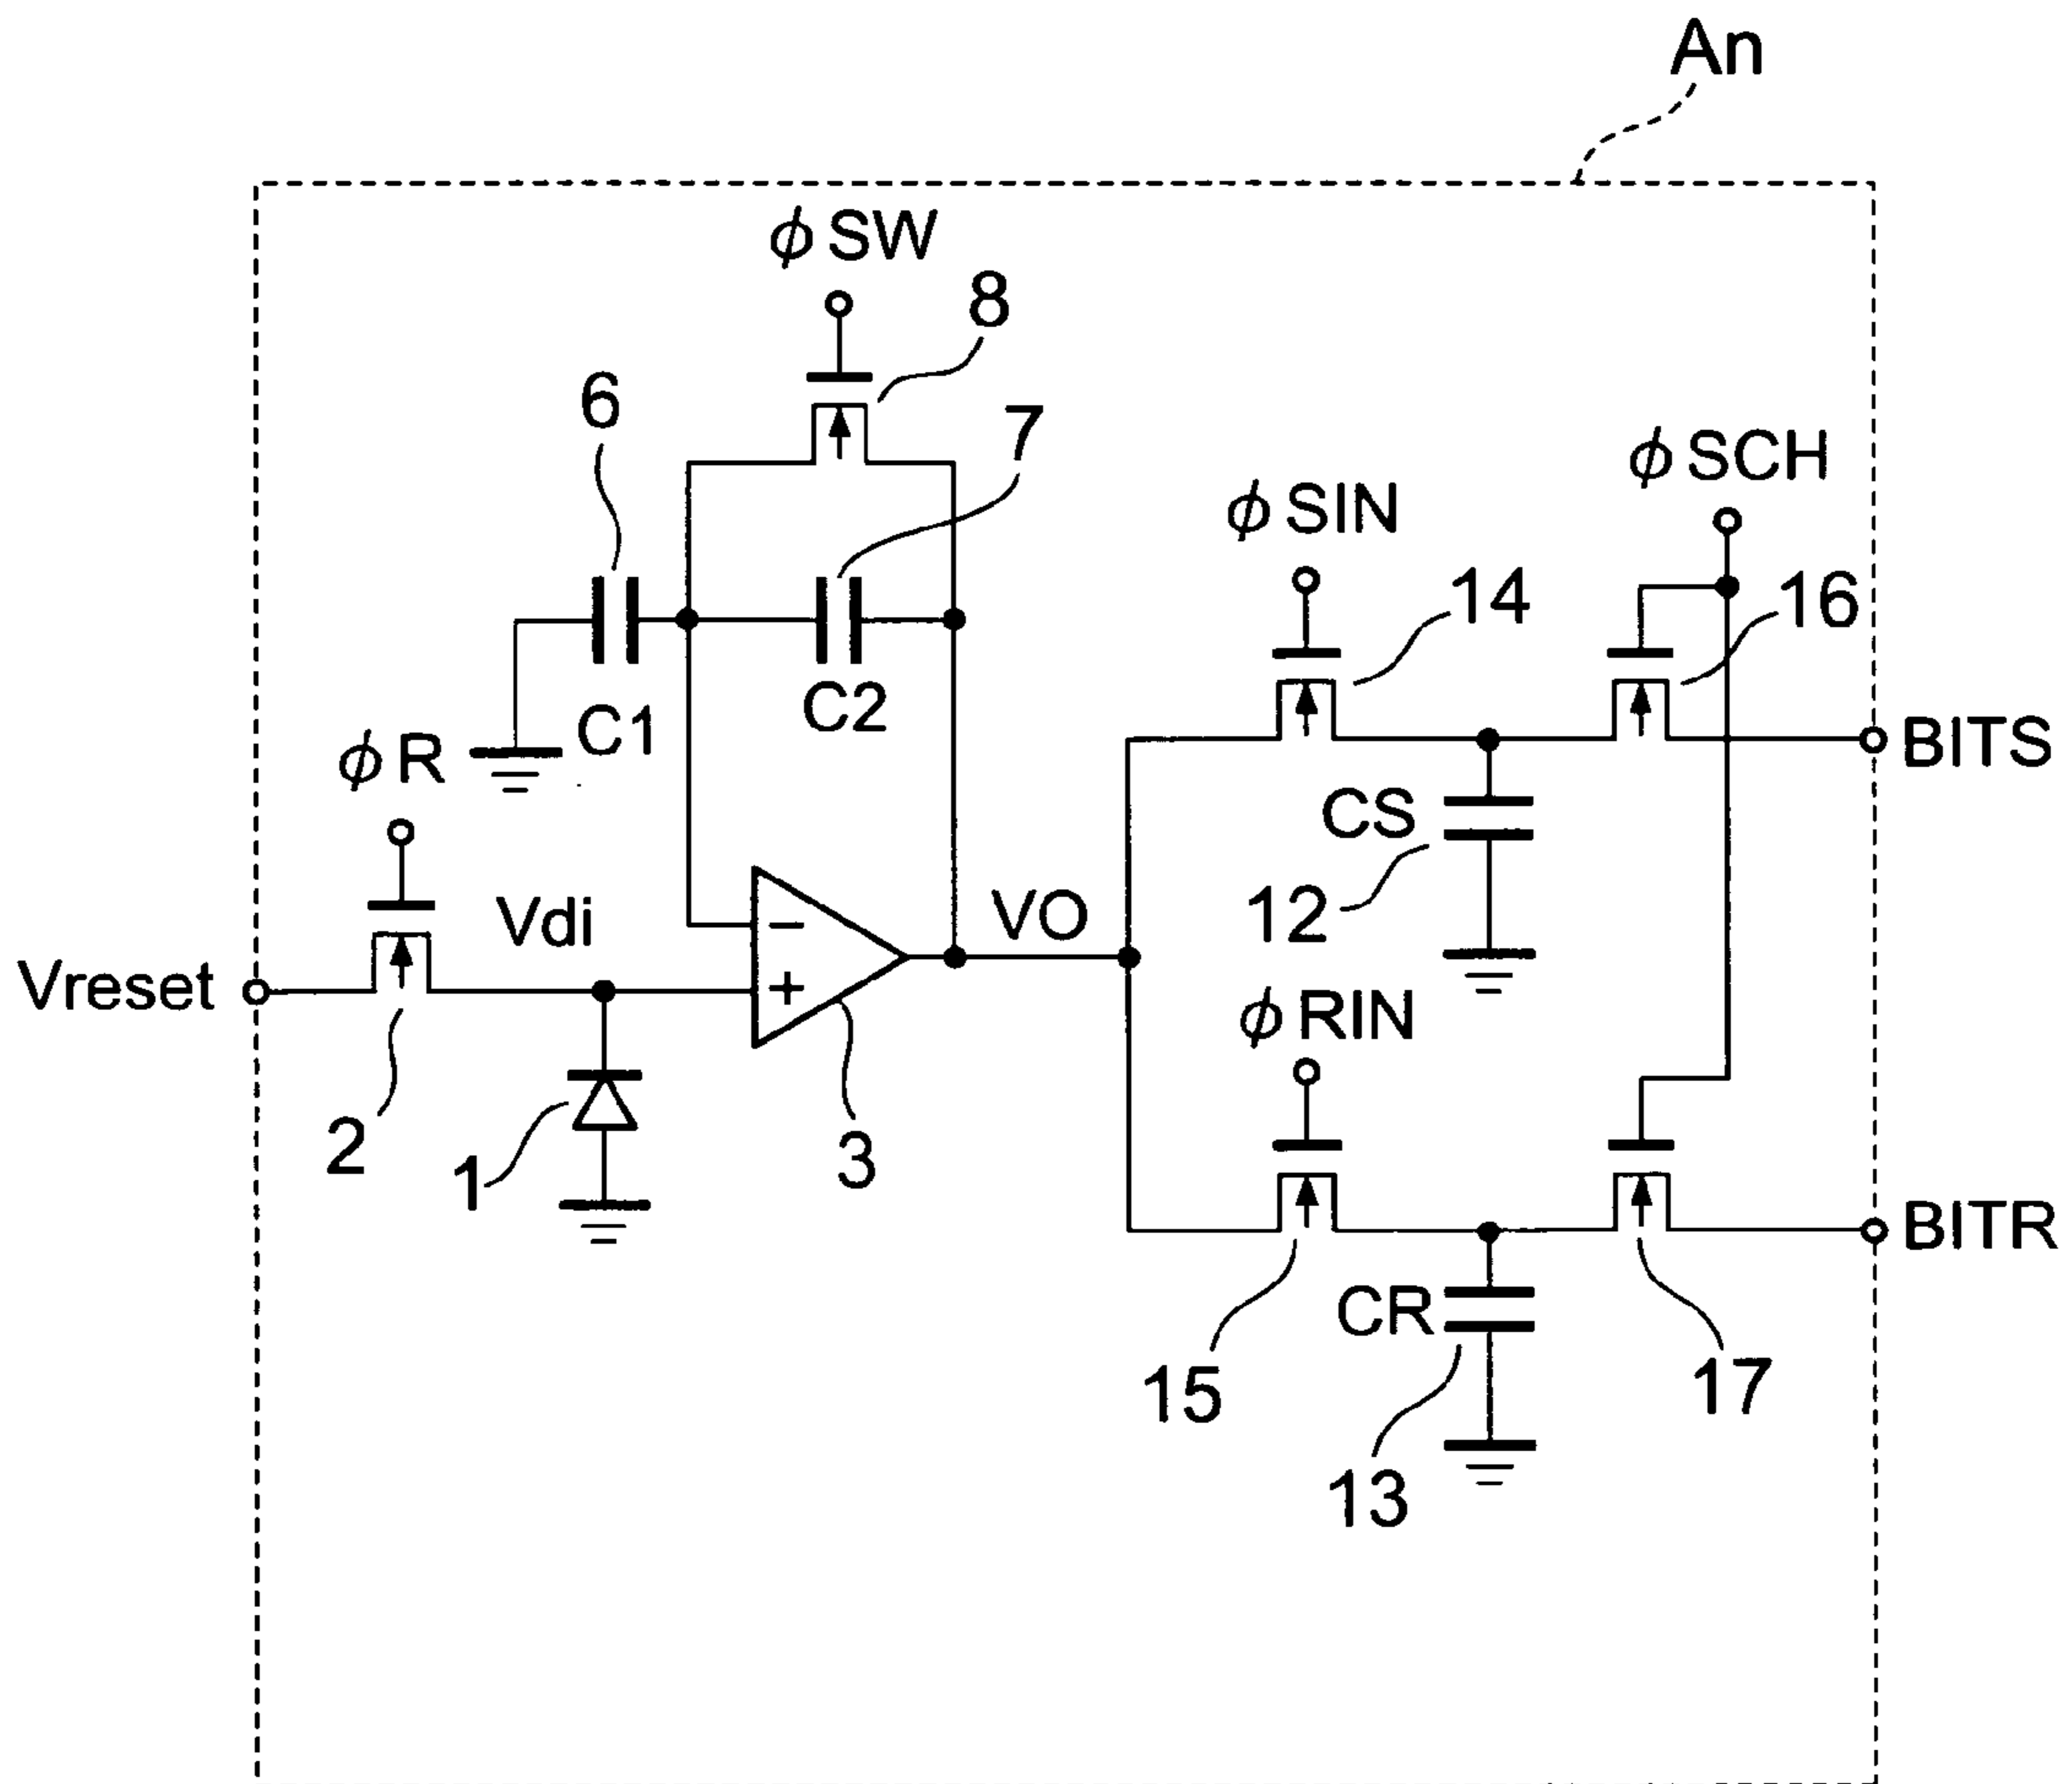 An
ϕSW
8
6
7
ϕSCH
ϕSIN
14
16
C1
C2
ϕR
BITS
CS
12
Vdi
VO
Vreset
−
+
ϕRIN
2
1
3
BITR
CR
15
17
13